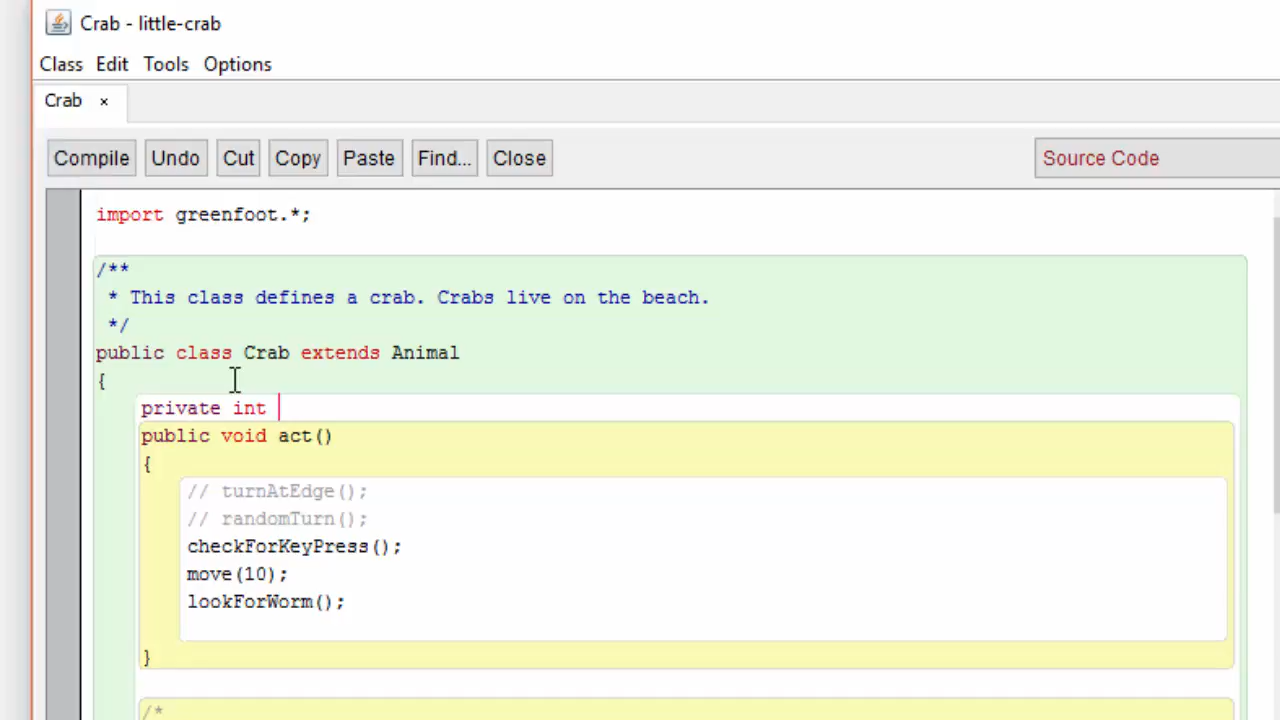 Crab - little-crab
Class Edit Tools Options
Crab ×
Compile Undo Cut Copy Paste Find... Close Source Code
import greenfoot.*;
/**
* This class defines a crab. Crabs live on the beach.
*/
public class Crab extends Animal
{
private int
public void act()
{
// turnAtEdge();
// randomTurn();
checkForKeyPress();
move(10);
lookForWorm();
}
/*